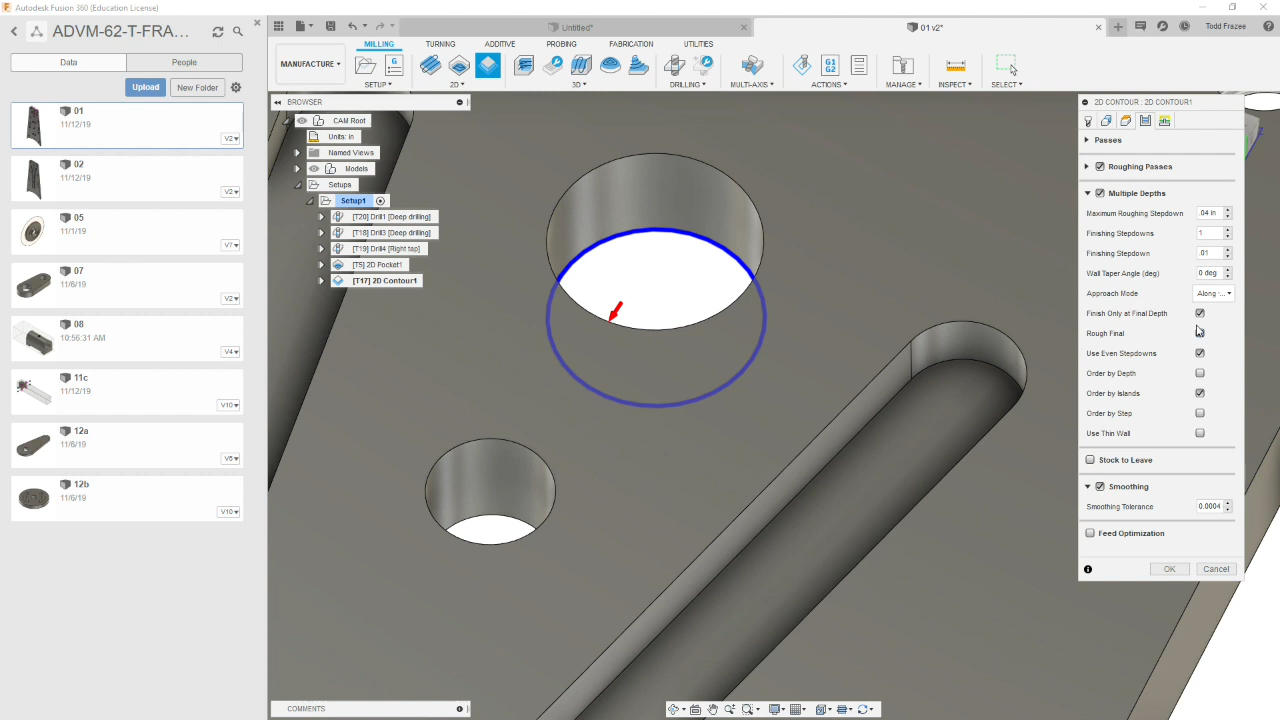 Autodesk Fusion 360 (Education License)
ADVM-62-T-FRA...
Data
People
Upload
New Folder
01
11/12/19
V2
02
11/12/19
V2
05
11/1/19
V7
07
11/6/19
V2
08
10:56:31 AM
V4
11c
11/12/19
V10
12a
11/6/19
V6
12b
11/6/19
V10
Untitled*
01 v2*
Todd Frazee
MANUFACTURE
MILLING
TURNING
ADDITIVE
PROBING
FABRICATION
UTILITIES
G1
G2
SETUP
2D
3D
DRILLING
MULTI-AXIS
ACTIONS
MANAGE
INSPECT
SELECT
BROWSER
CAM Root
Units: in
Named Views
Models
Setups
Setup1
[T20] Drill1 [Deep drilling]
[T18] Drill3 [Deep drilling]
[T19] Drill4 [Right tap]
[T5] 2D Pocket1
[T17] 2D Contour1
2D CONTOUR : 2D CONTOUR1
Passes
Roughing Passes
Multiple Depths
Maximum Roughing Stepdown .04 in
Finishing Stepdowns 1
Finishing Stepdown .01
Wall Taper Angle (deg) 0 deg
Approach Mode Along ...
Finish Only at Final Depth
Rough Final
Use Even Stepdowns
Order by Depth
Order by Islands
Order by Step
Use Thin Wall
Stock to Leave
Smoothing
Smoothing Tolerance 0.0004
Feed Optimization
OK
Cancel
COMMENTS